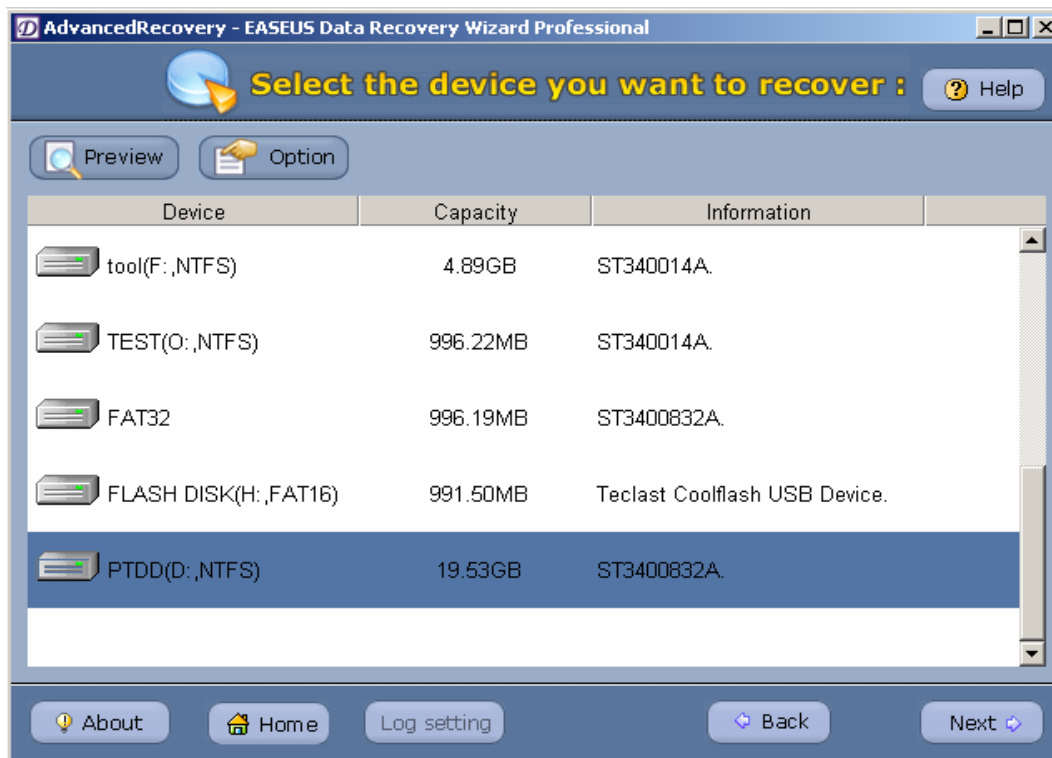 AdvancedRecovery - EASEUS Data Recovery Wizard Professional
Select the device you want to recover :
Help
Preview Option
Device Capacity Information
tool(F:,NTFS) 4.89GB ST340014A.
TEST(O:,NTFS) 996.22MB ST340014A.
FAT32 996.19MB ST3400832A.
FLASH DISK(H:,FAT16) 991.50MB Teclast Coolflash USB Device.
PTDD(D:,NTFS) 19.53GB ST3400832A.
About Home Log setting Back Next